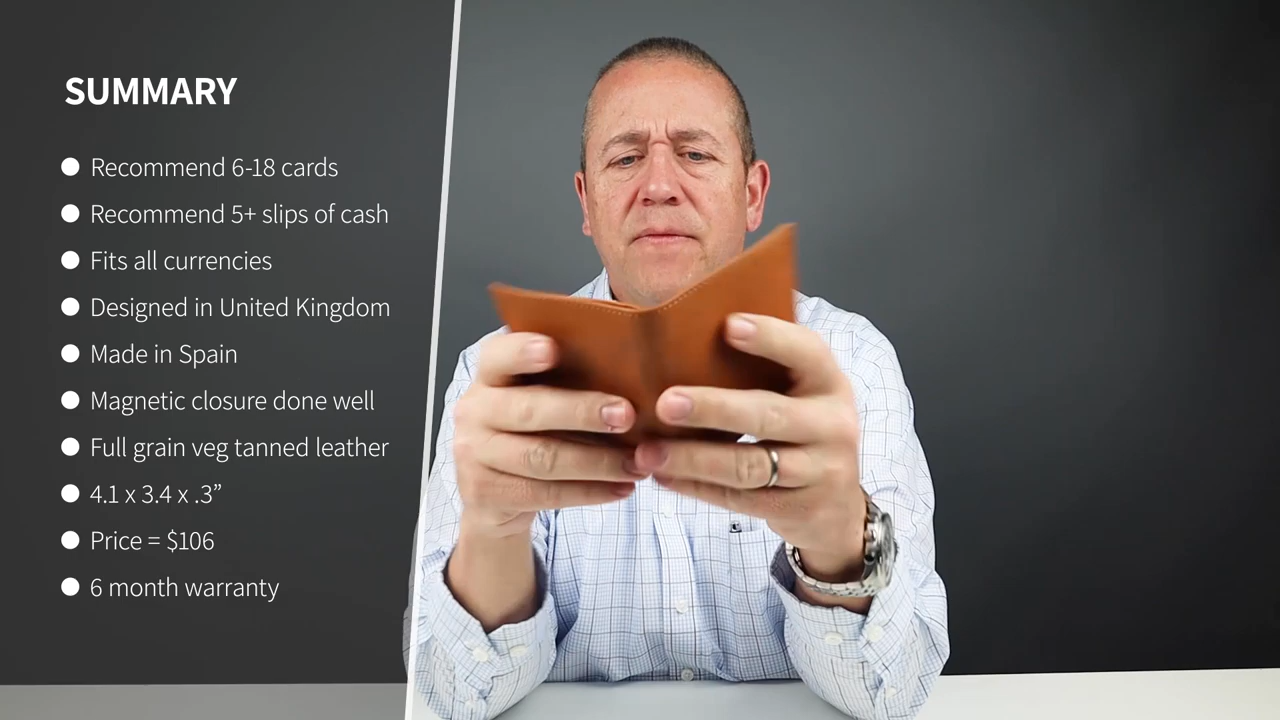 SUMMARY
Recommend 6-18 cards
Recommend 5+ slips of cash
Fits all currencies
Designed in United Kingdom
Made in Spain
Magnetic closure done well
Full grain veg tanned leather
4.1 x 3.4 x .3”
Price = $106
6 month warranty